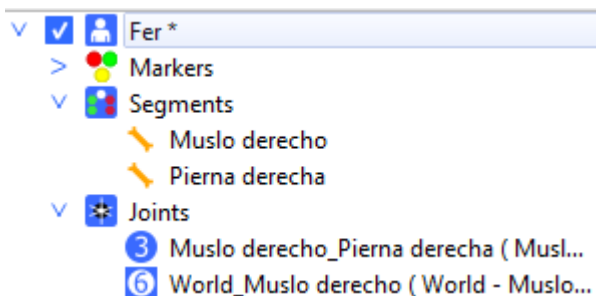 Fer *
Markers
Segments
Muslo derecho
Pierna derecha
Joints
3 Muslo derecho_Pierna derecha ( Musl...
6 World_Muslo derecho ( World - Muslo...